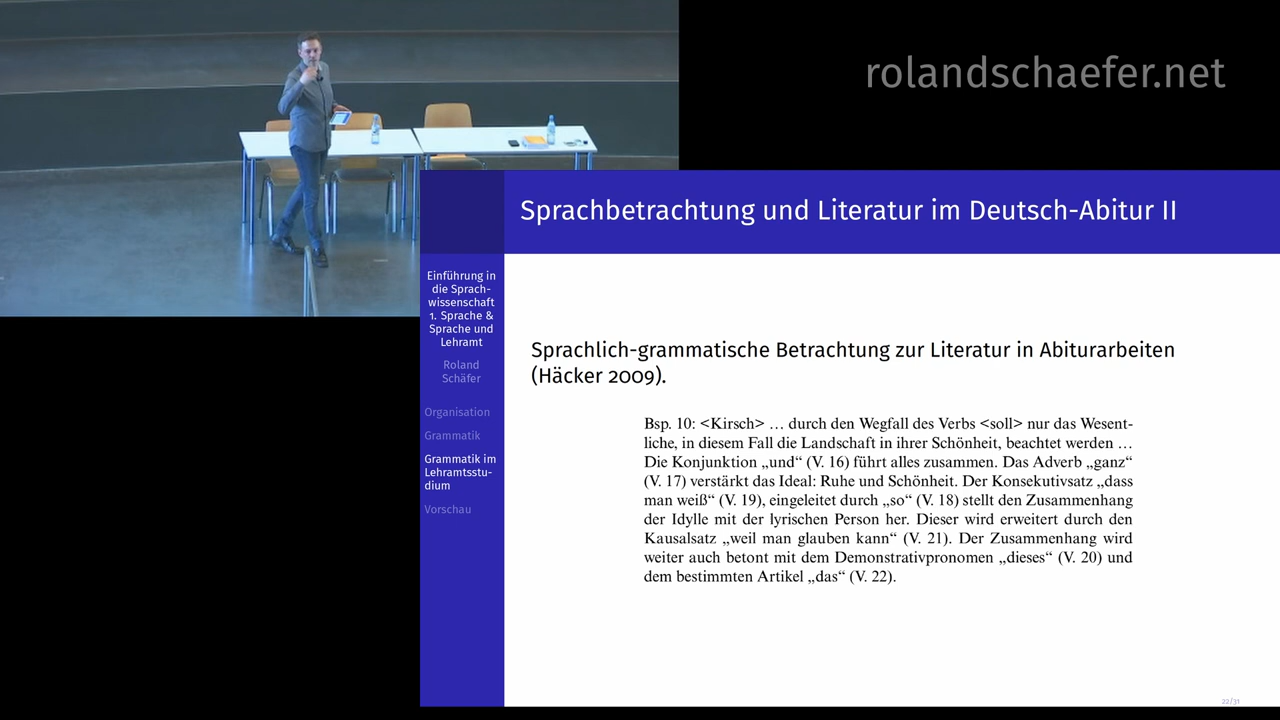 rolandschaefer.net
Sprachbetrachtung und Literatur im Deutsch-Abitur II
Einführung in
die Sprach-
wissenschaft
1. Sprache &
Sprache und
Lehramt
Roland
Schäfer
Organisation
Grammatik
Grammatik im
Lehramtsstu-
dium
Vorschau
Sprachlich-grammatische Betrachtung zur Literatur in Abiturarbeiten
(Häcker 2009).
Bsp. 10: <Kirsch> … durch den Wegfall des Verbs <soll> nur das Wesent-
liche, in diesem Fall die Landschaft in ihrer Schönheit, beachtet werden …
Die Konjunktion „und“ (V. 16) führt alles zusammen. Das Adverb „ganz“
(V. 17) verstärkt das Ideal: Ruhe und Schönheit. Der Konsekutivsatz „dass
man weiß“ (V. 19), eingeleitet durch „so“ (V. 18) stellt den Zusammenhang
der Idylle mit der lyrischen Person her. Dieser wird erweitert durch den
Kausalsatz „weil man glauben kann“ (V. 21). Der Zusammenhang wird
weiter auch betont mit dem Demonstrativpronomen „dieses“ (V. 20) und
dem bestimmten Artikel „das“ (V. 22).
22/31